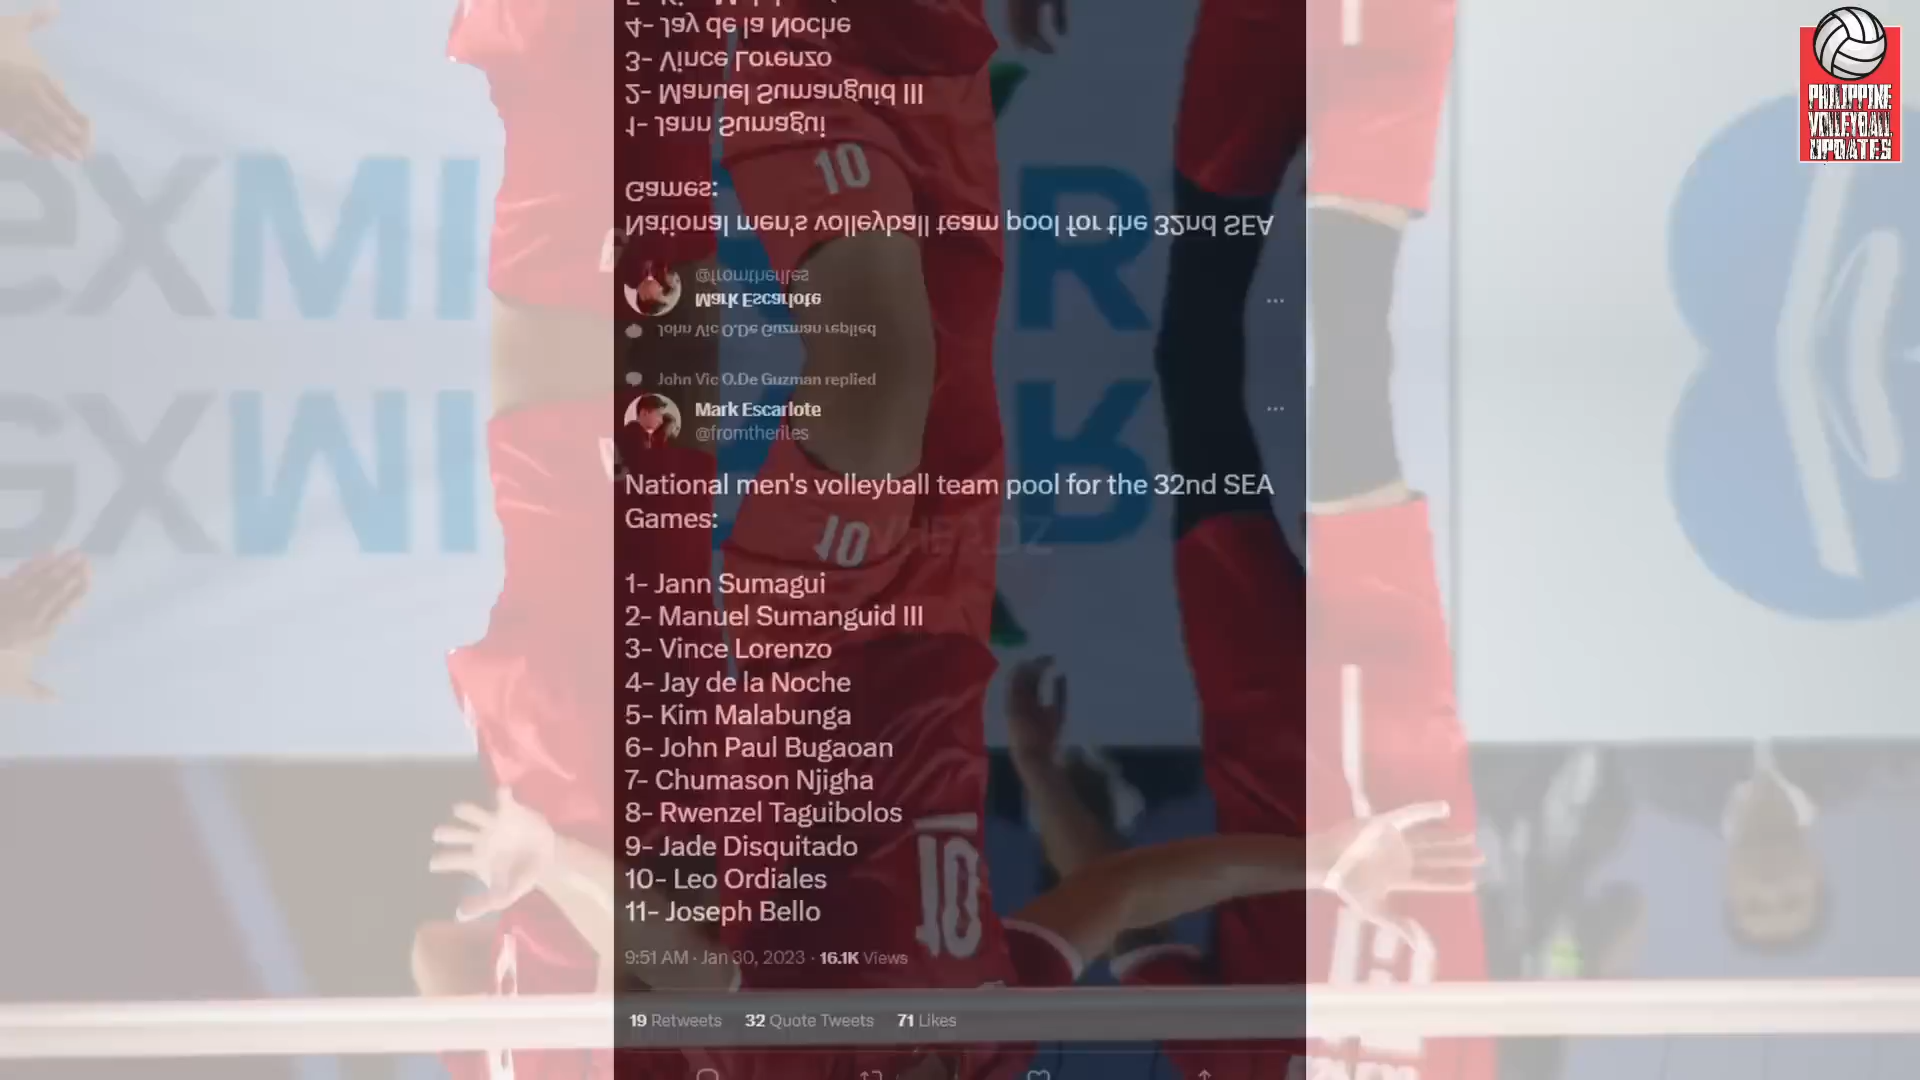 4- Jay de la Noche
3- Vince Lorenzo
2- Manuel Sumanguid III
1- Jann Sumagui
Games:
National men's volleyball team pool for the 32nd SEA
@fromtheriles
Mark Escarlote
John Vic O.De Guzman replied
John Vic O.De Guzman replied
Mark Escarlote
@fromtheriles
National men's volleyball team pool for the 32nd SEA
Games:
1- Jann Sumagui
2- Manuel Sumanguid III
3- Vince Lorenzo
4- Jay de la Noche
5- Kim Malabunga
6- John Paul Bugaoan
7- Chumason Njigha
8- Rwenzel Taguibolos
9- Jade Disquitado
10- Leo Ordiales
11- Joseph Bello
9:51 AM · Jan 30, 2023 · 16.1K Views
19 Retweets 32 Quote Tweets 71 Likes
10
10
10
PHILIPPINE
VOLLEYBALL
UPDATES